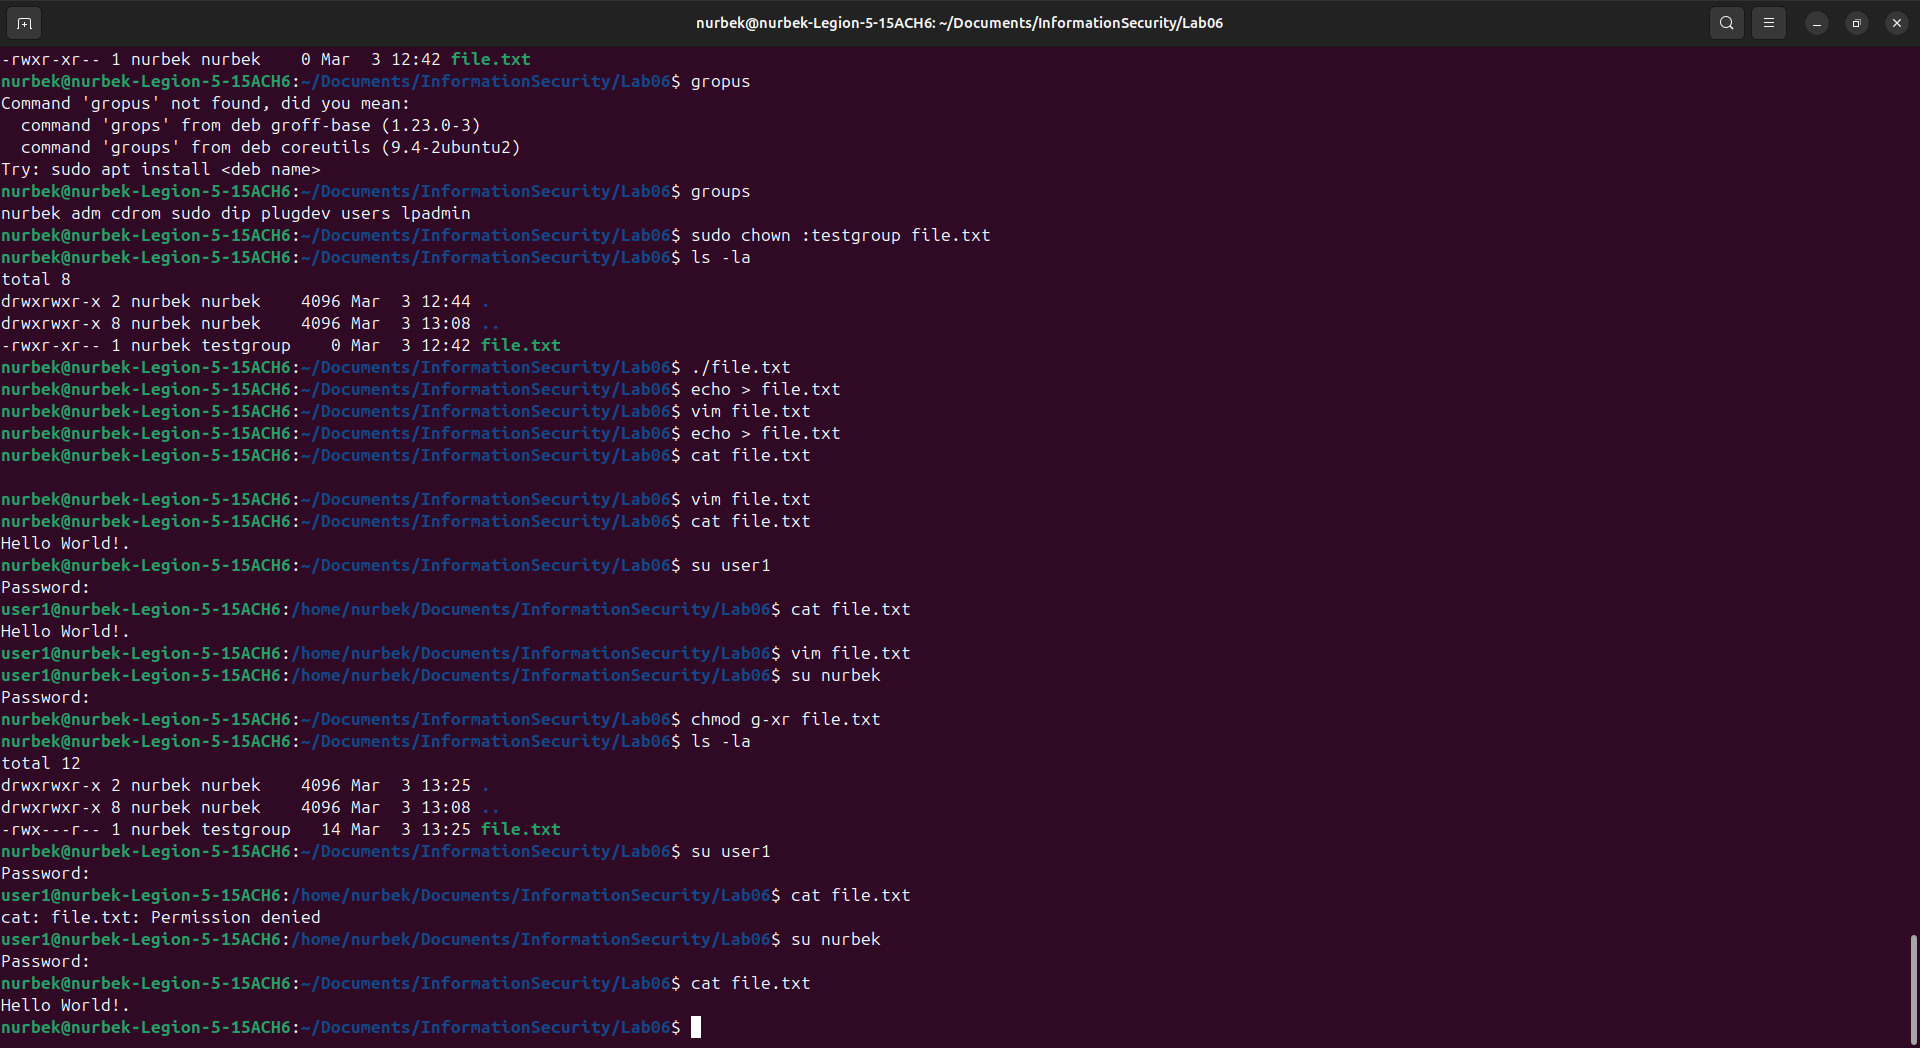 nurbek@nurbek-Legion-5-15ACH6: ~/Documents/InformationSecurity/Lab06
-rwxr-xr-- 1 nurbek nurbek    0 Mar  3 12:42 file.txt
nurbek@nurbek-Legion-5-15ACH6:~/Documents/InformationSecurity/Lab06$ gropus
Command 'gropus' not found, did you mean:
  command 'grops' from deb groff-base (1.23.0-3)
  command 'groups' from deb coreutils (9.4-2ubuntu2)
Try: sudo apt install <deb name>
nurbek@nurbek-Legion-5-15ACH6:~/Documents/InformationSecurity/Lab06$ groups
nurbek adm cdrom sudo dip plugdev users lpadmin
nurbek@nurbek-Legion-5-15ACH6:~/Documents/InformationSecurity/Lab06$ sudo chown :testgroup file.txt
nurbek@nurbek-Legion-5-15ACH6:~/Documents/InformationSecurity/Lab06$ ls -la
total 8
drwxrwxr-x 2 nurbek nurbek    4096 Mar  3 12:44 .
drwxrwxr-x 8 nurbek nurbek    4096 Mar  3 13:08 ..
-rwxr-xr-- 1 nurbek testgroup    0 Mar  3 12:42 file.txt
nurbek@nurbek-Legion-5-15ACH6:~/Documents/InformationSecurity/Lab06$ ./file.txt
nurbek@nurbek-Legion-5-15ACH6:~/Documents/InformationSecurity/Lab06$ echo > file.txt
nurbek@nurbek-Legion-5-15ACH6:~/Documents/InformationSecurity/Lab06$ vim file.txt
nurbek@nurbek-Legion-5-15ACH6:~/Documents/InformationSecurity/Lab06$ echo > file.txt
nurbek@nurbek-Legion-5-15ACH6:~/Documents/InformationSecurity/Lab06$ cat file.txt

nurbek@nurbek-Legion-5-15ACH6:~/Documents/InformationSecurity/Lab06$ vim file.txt
nurbek@nurbek-Legion-5-15ACH6:~/Documents/InformationSecurity/Lab06$ cat file.txt
Hello World!.
nurbek@nurbek-Legion-5-15ACH6:~/Documents/InformationSecurity/Lab06$ su user1
Password:
user1@nurbek-Legion-5-15ACH6:/home/nurbek/Documents/InformationSecurity/Lab06$ cat file.txt
Hello World!.
user1@nurbek-Legion-5-15ACH6:/home/nurbek/Documents/InformationSecurity/Lab06$ vim file.txt
user1@nurbek-Legion-5-15ACH6:/home/nurbek/Documents/InformationSecurity/Lab06$ su nurbek
Password:
nurbek@nurbek-Legion-5-15ACH6:~/Documents/InformationSecurity/Lab06$ chmod g-xr file.txt
nurbek@nurbek-Legion-5-15ACH6:~/Documents/InformationSecurity/Lab06$ ls -la
total 12
drwxrwxr-x 2 nurbek nurbek    4096 Mar  3 13:25 .
drwxrwxr-x 8 nurbek nurbek    4096 Mar  3 13:08 ..
-rwx---r-- 1 nurbek testgroup   14 Mar  3 13:25 file.txt
nurbek@nurbek-Legion-5-15ACH6:~/Documents/InformationSecurity/Lab06$ su user1
Password:
user1@nurbek-Legion-5-15ACH6:/home/nurbek/Documents/InformationSecurity/Lab06$ cat file.txt
cat: file.txt: Permission denied
user1@nurbek-Legion-5-15ACH6:/home/nurbek/Documents/InformationSecurity/Lab06$ su nurbek
Password:
nurbek@nurbek-Legion-5-15ACH6:~/Documents/InformationSecurity/Lab06$ cat file.txt
Hello World!.
nurbek@nurbek-Legion-5-15ACH6:~/Documents/InformationSecurity/Lab06$